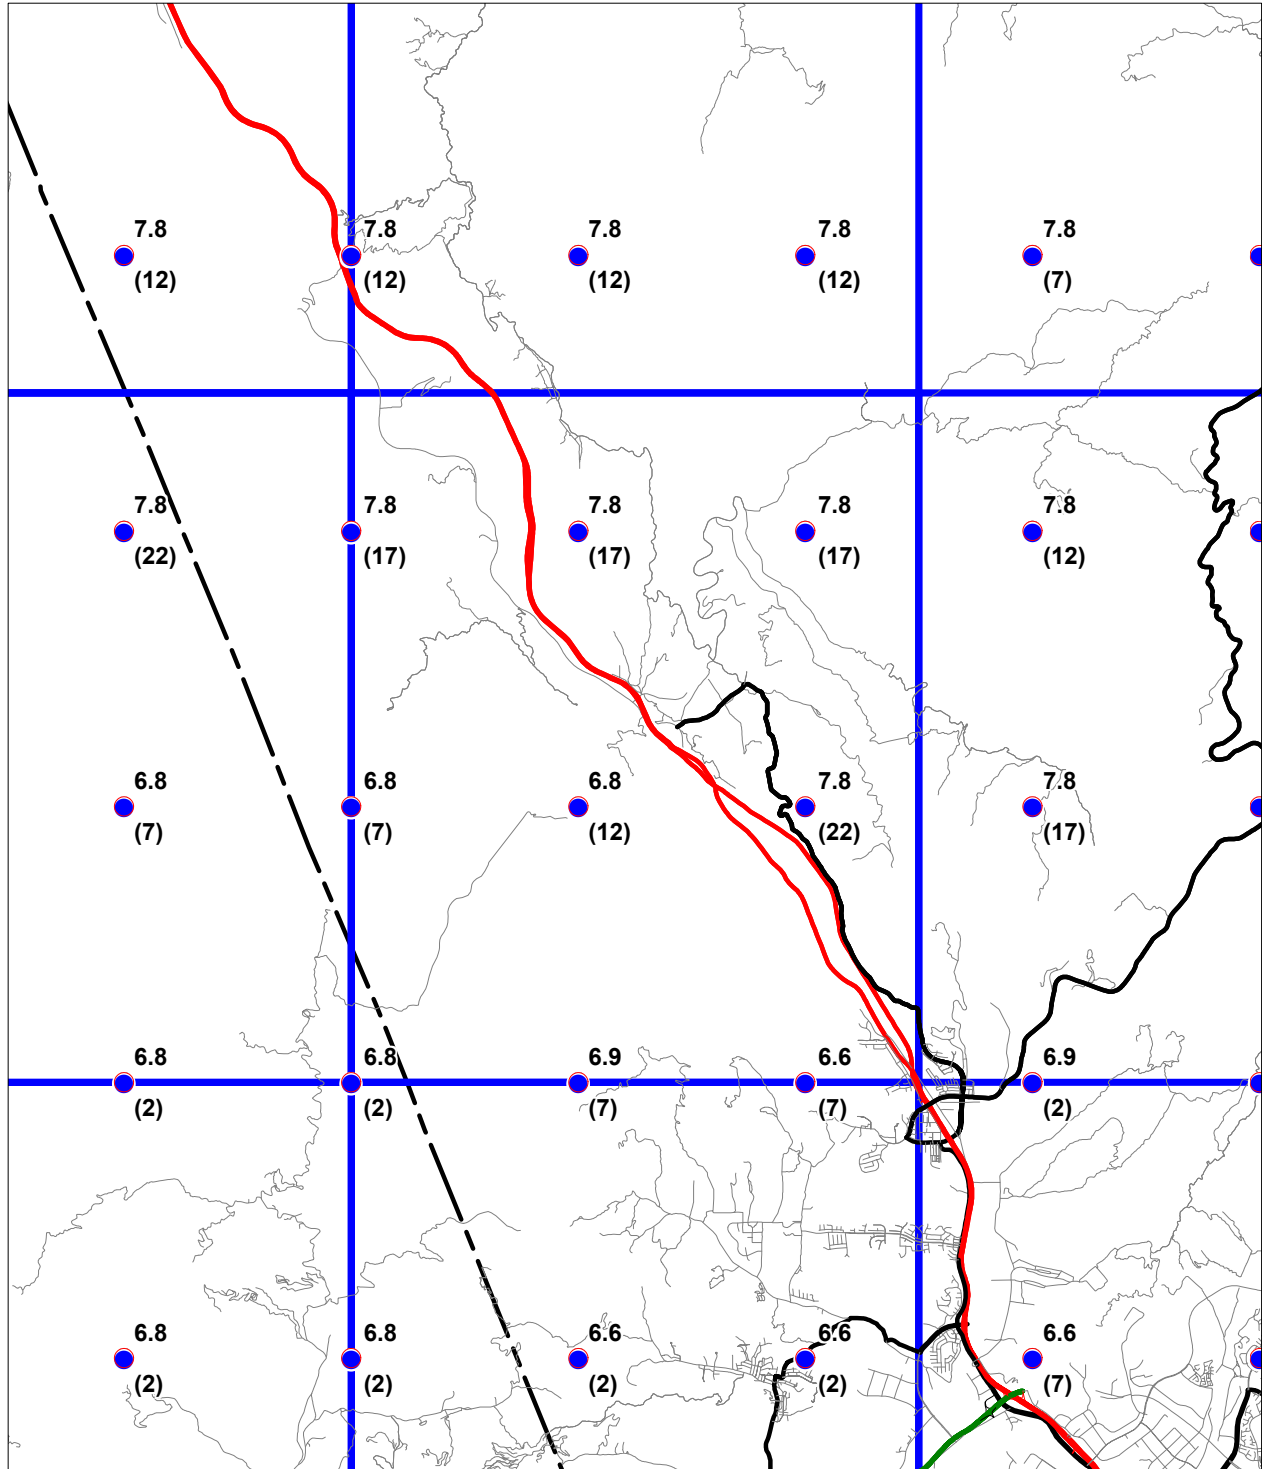 7.8 7.8 7.8 7.8 7.8
(12) (12) (12) (12) (7)
7.8 7.8 7.8 7.8 7.8
(22) (17) (17) (17) (12)
6.8 6.8 6.8 7.8 7.8
(7) (7) (12) (22) (17)
6.8 6.8 6.9 6.6 6.9
(2) (2) (7) (7) (2)
6.8 6.8 6.6 6.6 6.6
(2) (2) (2) (2) (7)